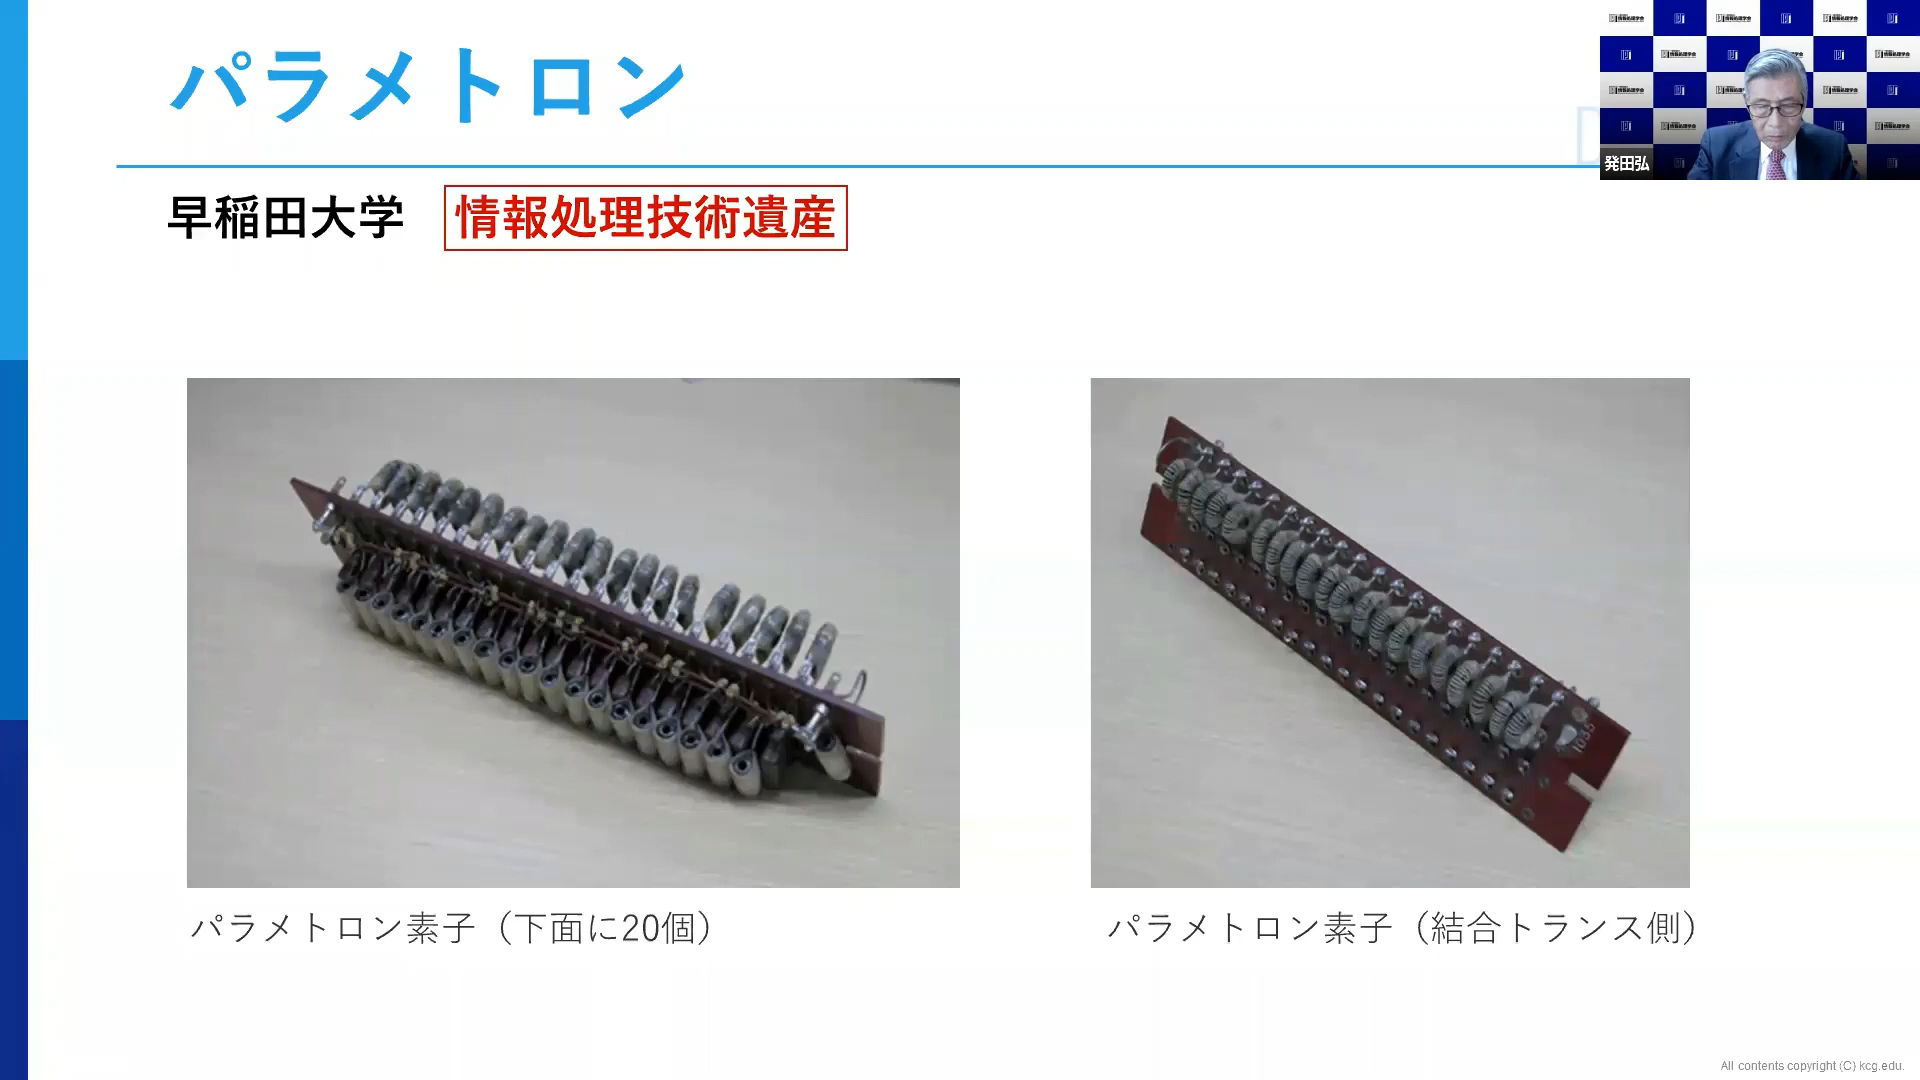 パラメトロン
早稲田大学 情報処理技術遺産
発田弘
パラメトロン素子（下面に20個）
パラメトロン素子（結合トランス側）
1035
All contents copyright (C) kcg.edu.